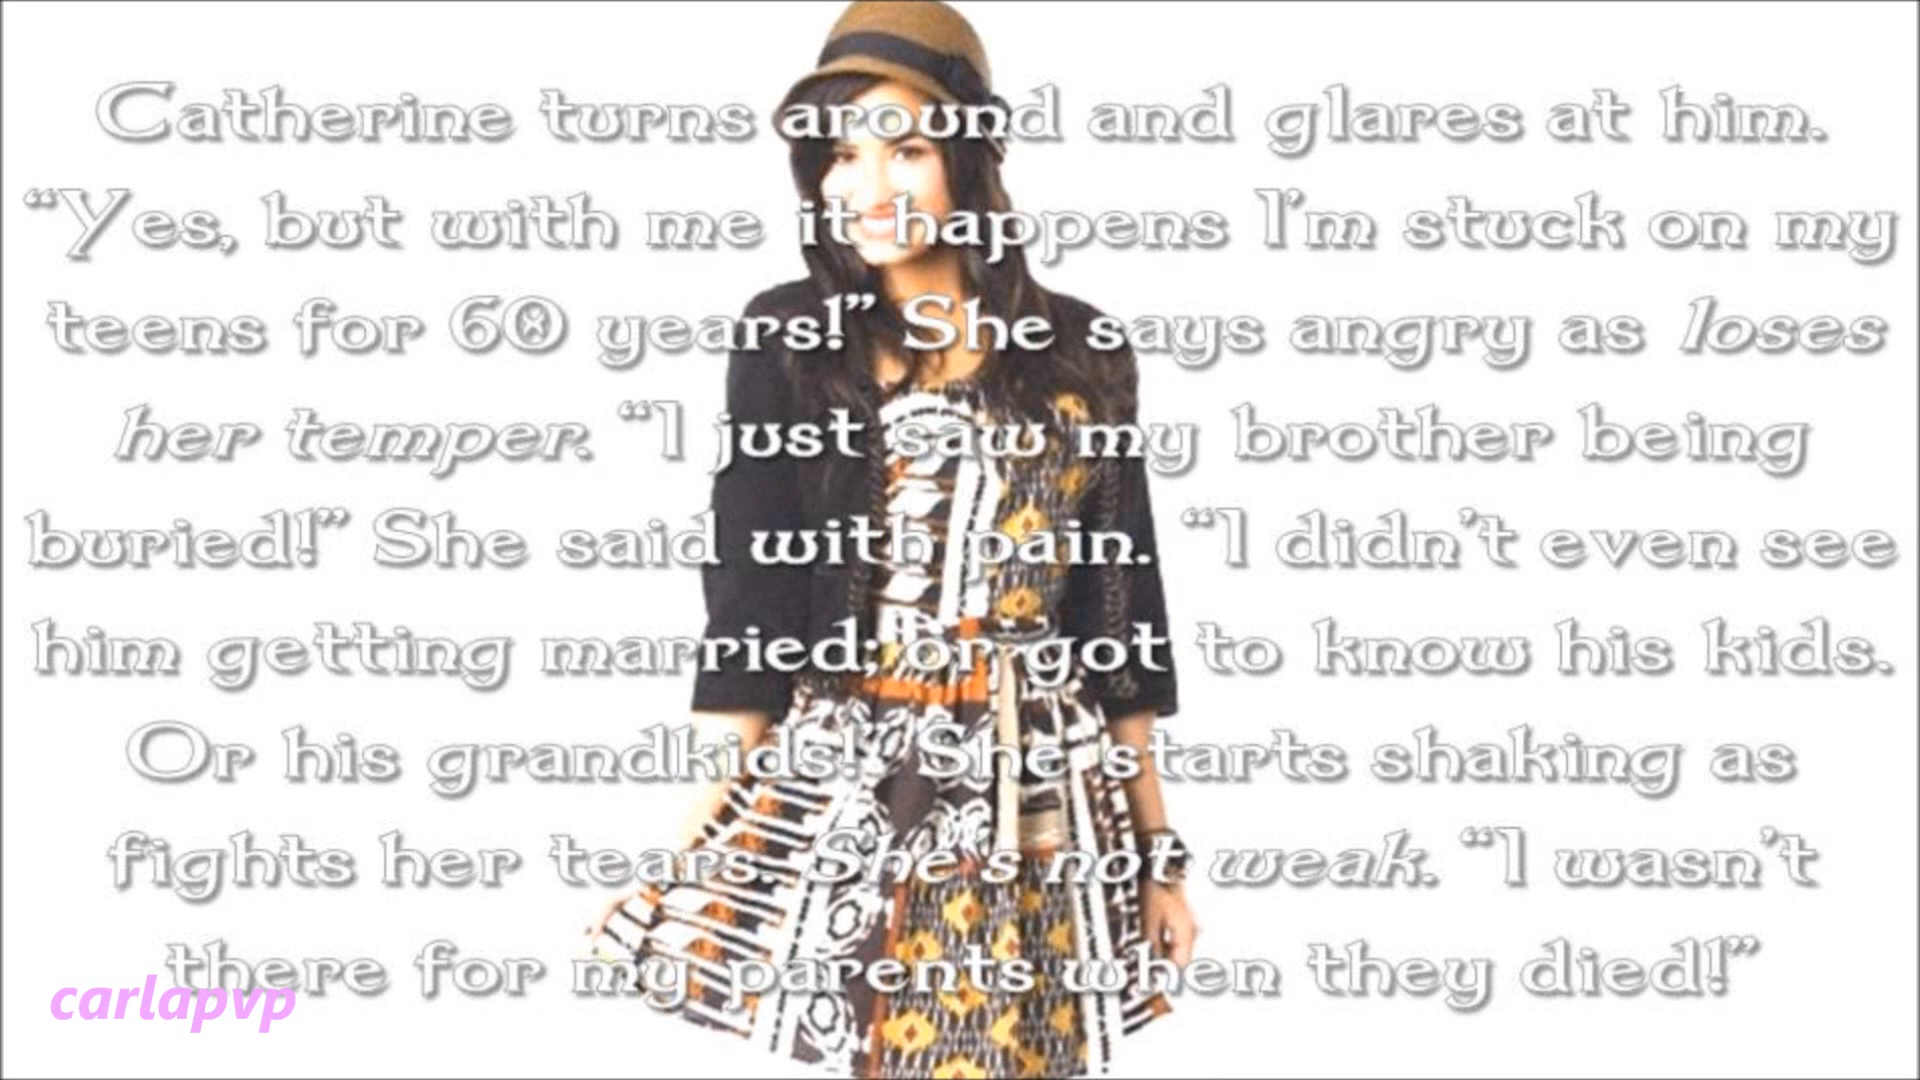 Catherine turns around and glares at him.
“Yes, but with me it happens I’m stuck on my
teens for 60 years!” She says angry as loses
her temper. “I just saw my brother being
buried!” She said with pain. “I didn’t even see
him getting married; or got to know his kids.
Or his grandkids!” She starts shaking as
fights her tears. She’s not weak. “I wasn’t
there for my parents when they died!”
carlapvp